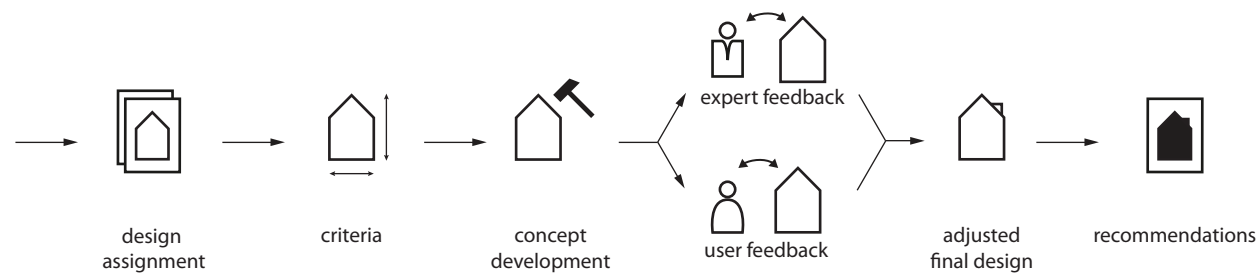 expert feedback
design
assignment
criteria
concept
development
user feedback
adjusted
final design
recommendations